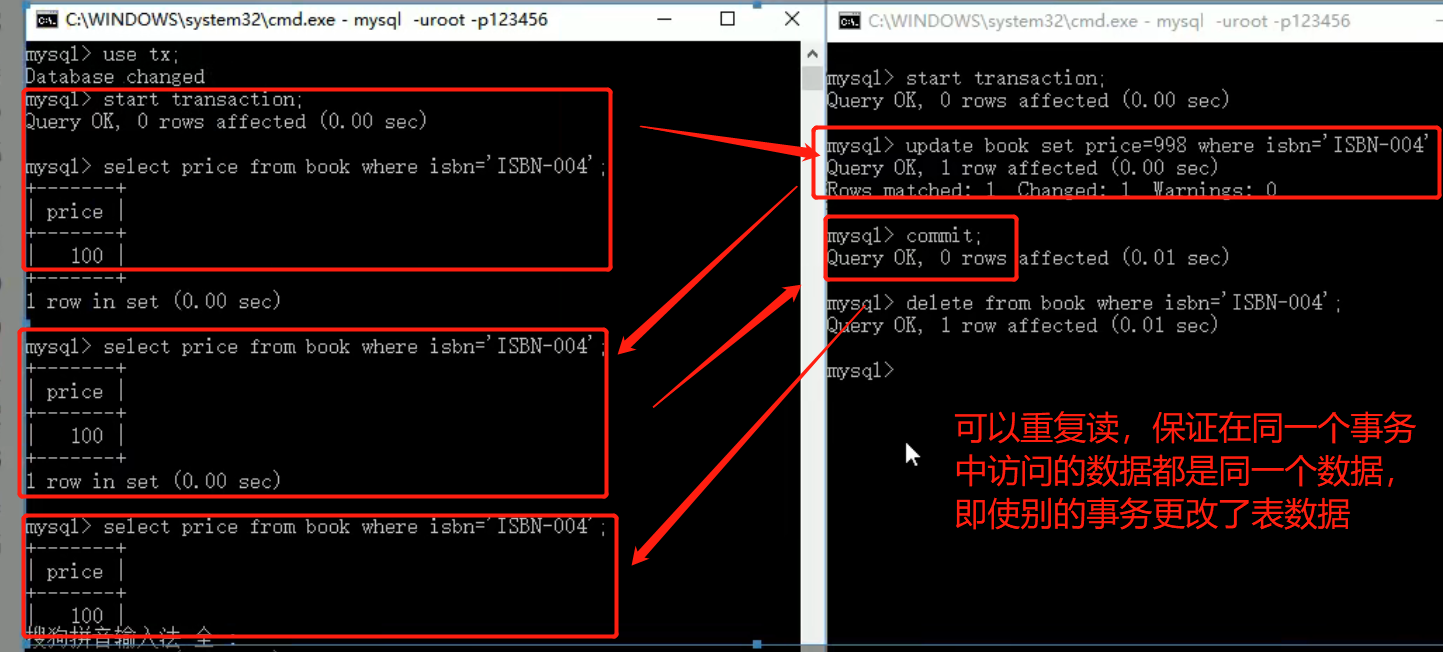 C:\WINDOWS\system32\cmd.exe - mysql  -uroot -p123456
mysql> use tx;
Database changed
mysql> start transaction;
Query OK, 0 rows affected (0.00 sec)
mysql> select price from book where isbn='ISBN-004';
+-------+
| price |
+-------+
|   100 |
+-------+
1 row in set (0.00 sec)
mysql> select price from book where isbn='ISBN-004';
+-------+
| price |
+-------+
|   100 |
+-------+
1 row in set (0.00 sec)
mysql> select price from book where isbn='ISBN-004';
+-------+
| price |
+-------+
|   100 |
搜狗拼音输入法 全 :
C:\WINDOWS\system32\cmd.exe - mysql  -uroot -p123456
mysql> start transaction;
Query OK, 0 rows affected (0.00 sec)
mysql> update book set price=998 where isbn='ISBN-004'
Query OK, 1 row affected (0.00 sec)
Rows matched: 1  Changed: 1  Warnings: 0
mysql> commit;
Query OK, 0 rows affected (0.01 sec)
mysql> delete from book where isbn='ISBN-004';
Query OK, 1 row affected (0.01 sec)
mysql>
可以重复读，保证在同一个事务
中访问的数据都是同一个数据，
即使别的事务更改了表数据